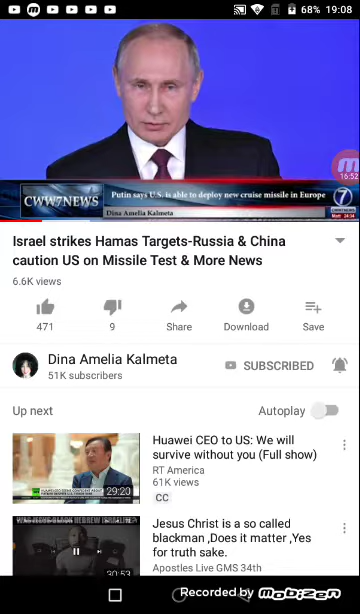 68% 19:08
16:52
CWW7NEWS
Putin says U.S. is able to deploy new cruise missile in Europe
Dina Amelia Kalmeta
7
Israel strikes Hamas Targets-Russia & China
caution US on Missile Test & More News
6.6K views
471
9
Share
Download
Save
Dina Amelia Kalmeta
51K subscribers
SUBSCRIBED
Up next
Autoplay
Huawei CEO to US: We will
survive without you (Full show)
RT America
61K views
CC
29:20
Jesus Christ is a so called
blackman ,Does it matter ,Yes
for truth sake.
Apostles Live GMS 34th
30:53
Recorded by Mobizen